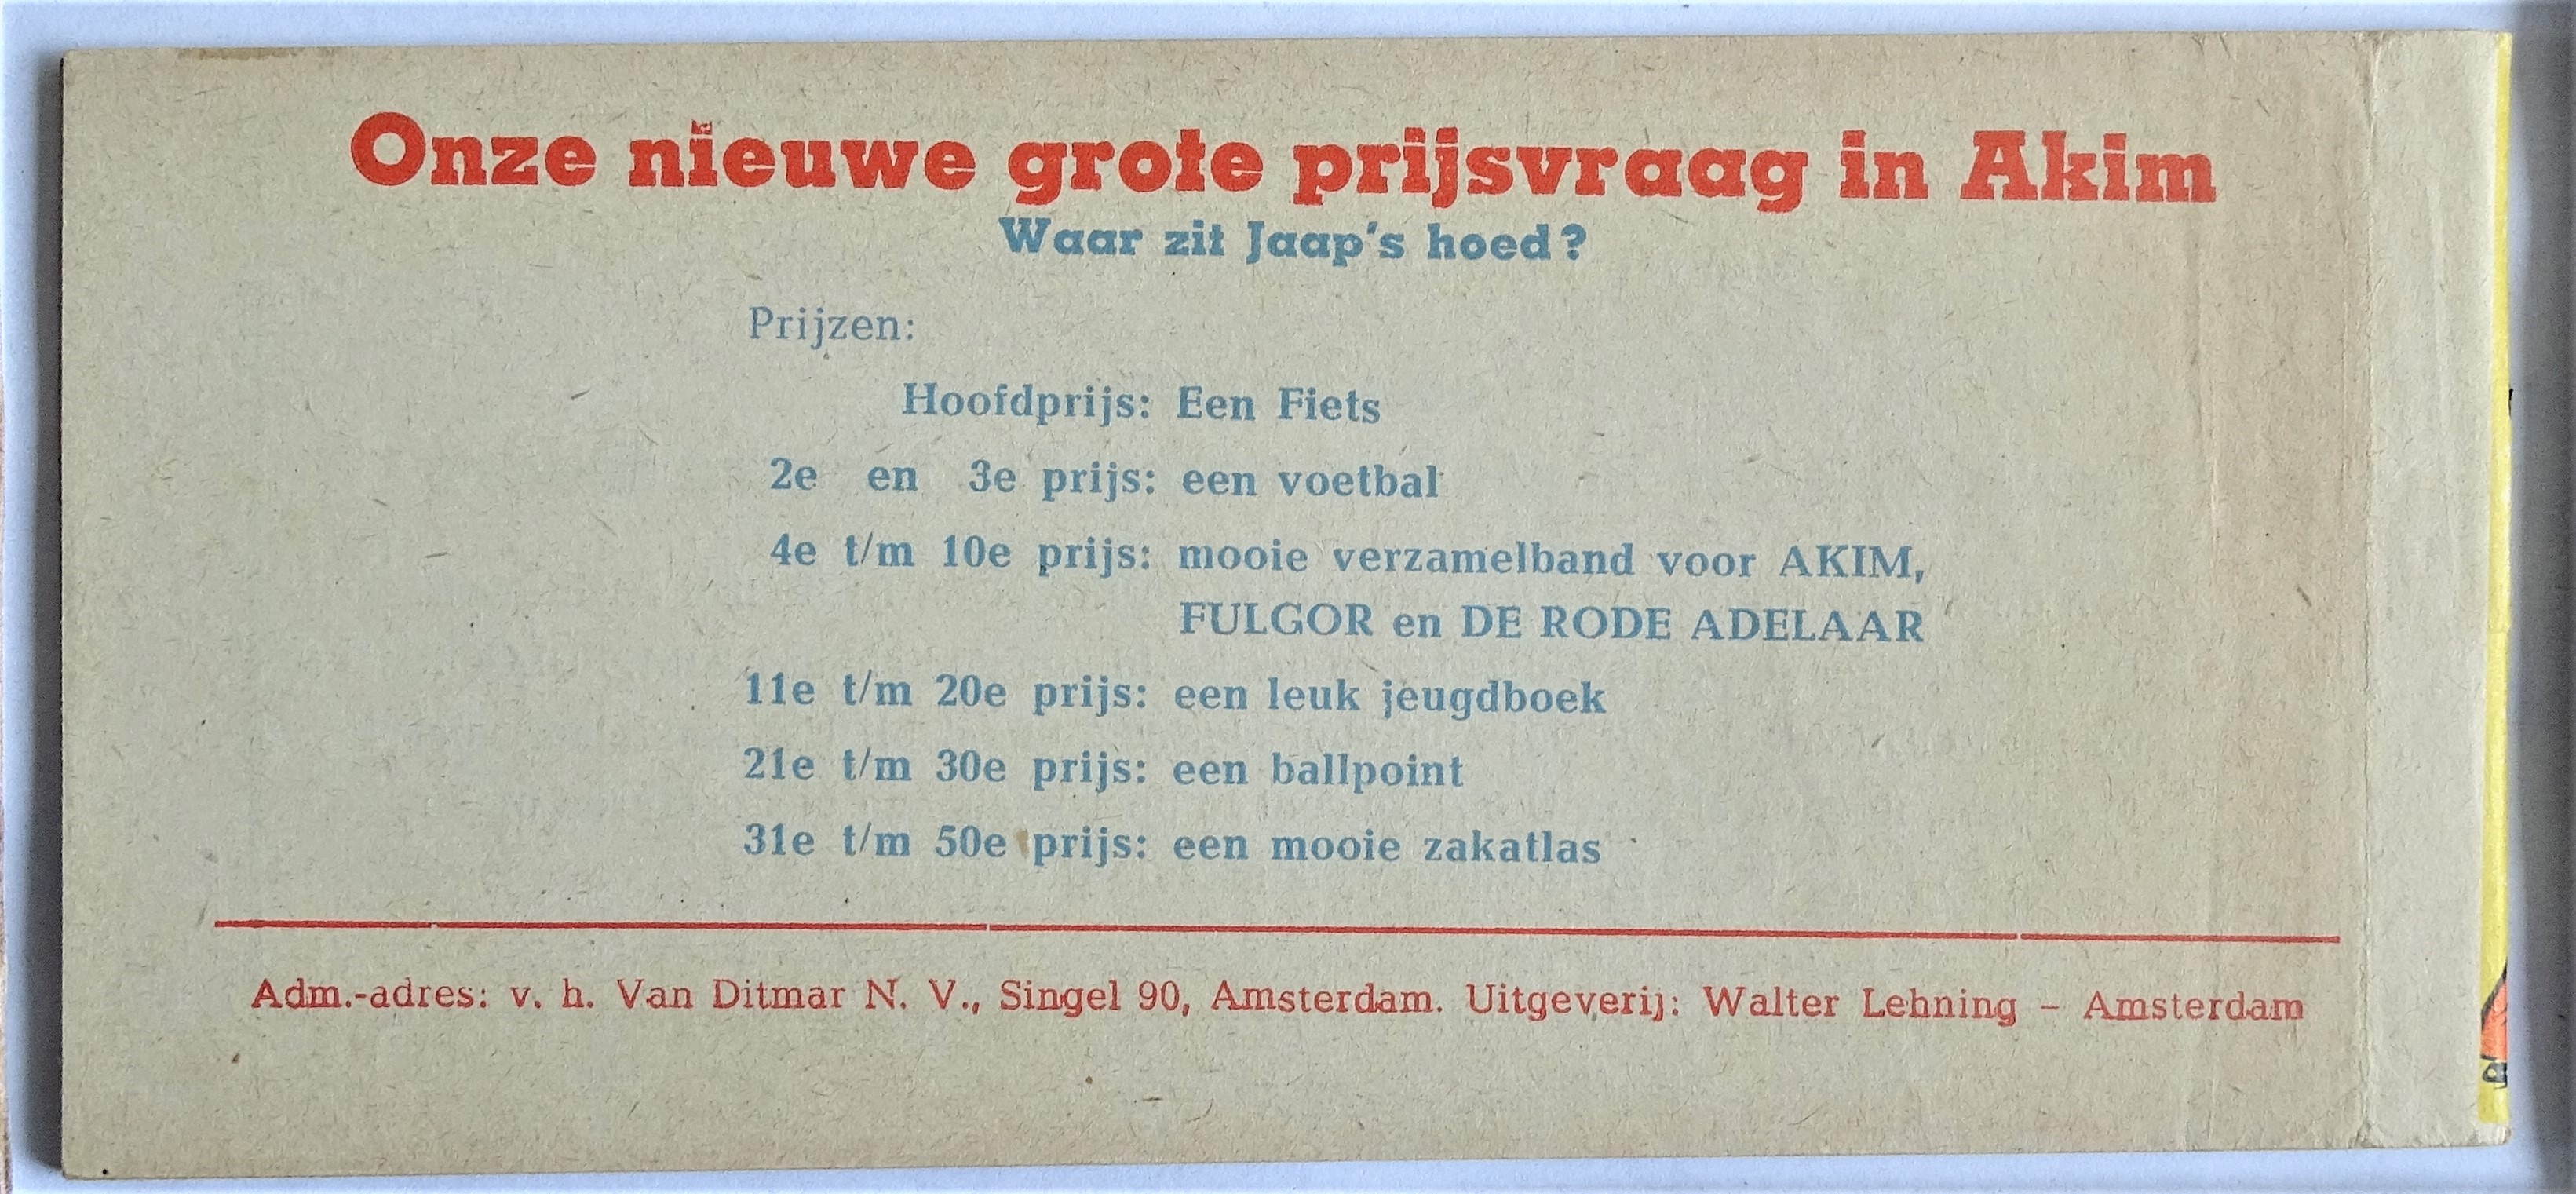 Onze nieuwe grote prijsvraag in Akim
Waar zit Jaap's hoed?
Prijzen:
Hoofdprijs: Een Fiets
2e en 3e prijs: een voetbal
4e t/m 10e prijs: mooie verzamelband voor AKIM,
FULGOR en DE RODE ADELAAR
11e t/m 20e prijs: een leuk jeugdboek
21e t/m 30e prijs: een ballpoint
31e t/m 50e prijs: een mooie zakatlas
Adm.-adres: v. h. Van Ditmar N. V., Singel 90, Amsterdam. Uitgeverij: Walter Lehning – Amsterdam